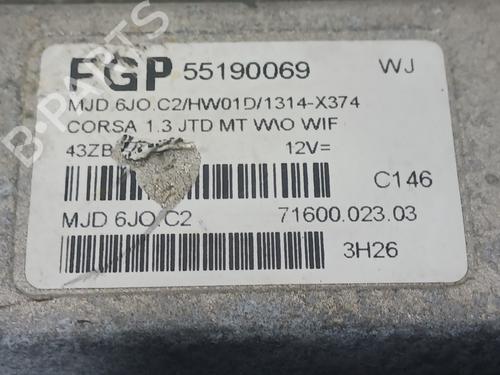 FGP 55190069 WJ
MJD 6JO.C2/HW01D/1314-X374
CORSA 1.3 JTD MT W\O WIF
43ZB 12V=
C146
MJD 6JO.C2 71600.023.03
3H26
B-PARTS